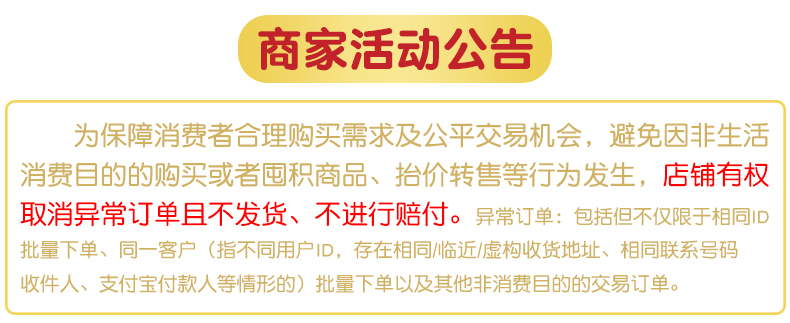 商家活动公告
为保障消费者合理购买需求及公平交易机会，避免因非生活
消费目的的购买或者囤积商品、抬价转售等行为发生，店铺有权
取消异常订单且不发货、不进行赔付。异常订单：包括但不仅限于相同ID
批量下单、同一客户（指不同用户ID，存在相同/临近/虚构收货地址、相同联系号码
收件人、支付宝付款人等情形的）批量下单以及其他非消费目的的交易订单。